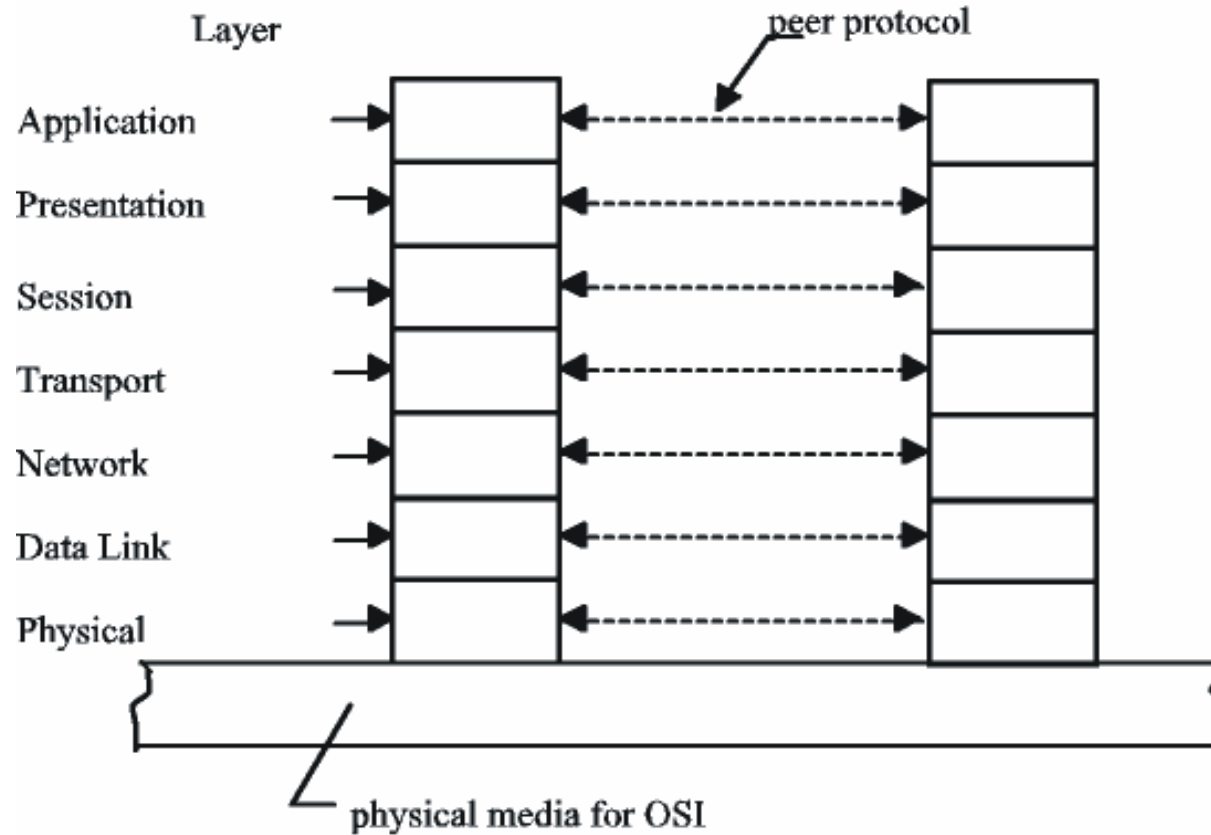 Layer
peer protocol
Application
Presentation
Session
Transport
Network
Data Link
Physical
physical media for OSI